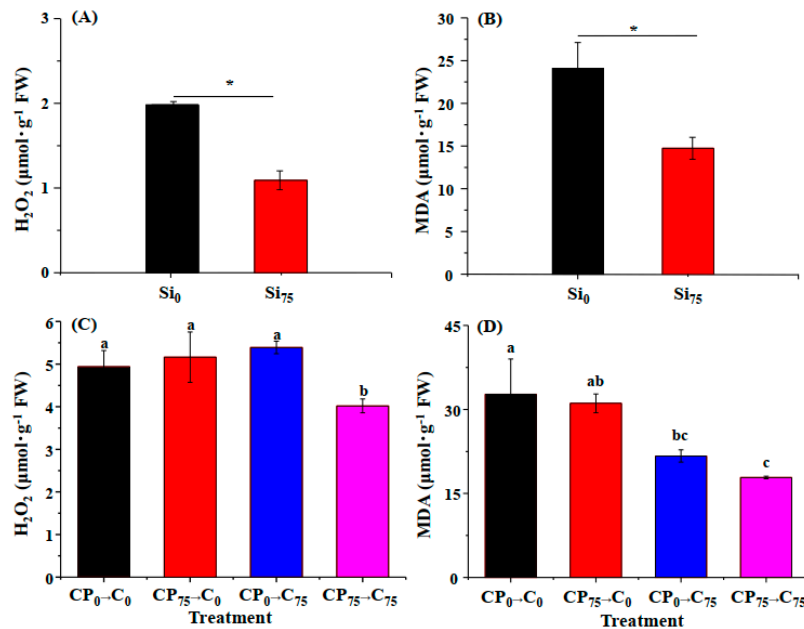 (A)
H₂O₂ (μmol·g⁻¹ FW)
3
2
1
0
*
Si₀ Si₇₅
(B)
MDA (μmol·g⁻¹ FW)
30
25
20
15
10
5
0
*
Si₀ Si₇₅
(C)
H₂O₂ (μmol·g⁻¹ FW)
6
5
4
3
2
1
0
a a a b
CP₀→C₀ CP₇₅→C₀ CP₀→C₇₅ CP₇₅→C₇₅
Treatment
(D)
MDA (μmol·g⁻¹ FW)
45
30
15
0
a ab bc c
CP₀→C₀ CP₇₅→C₀ CP₀→C₇₅ CP₇₅→C₇₅
Treatment